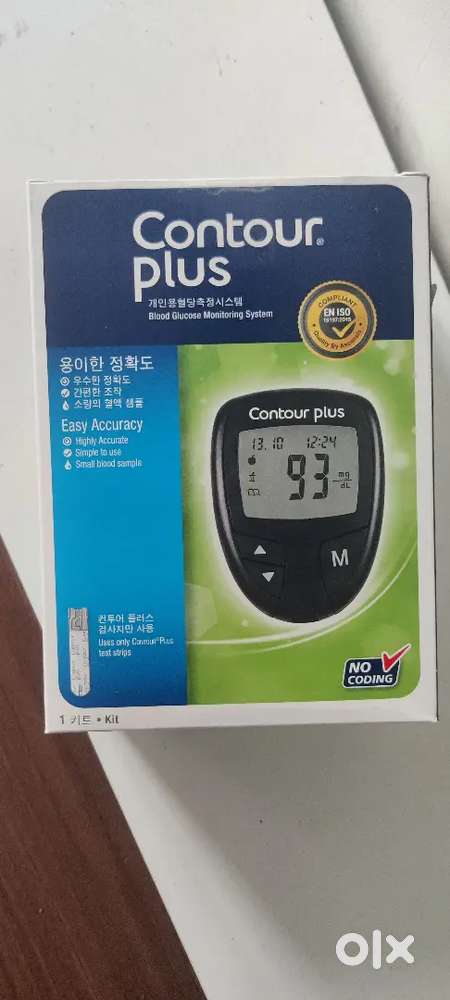 Contour®
plus
개인용혈당측정시스템
Blood Glucose Monitoring System
COMPLIANT
EN ISO
15197:2015
용이한 정확도
우수한 정확도
간편한 조작
소량의 혈액 샘플
Easy Accuracy
Highly Accurate
Simple to use
Small blood sample
Contour plus
13.10 12:24
93 mg/dL
M
컨투어 플러스
검사지만 사용
Uses only Contour® Plus
test strips
NO
CODING
1 키트 • Kit
olx